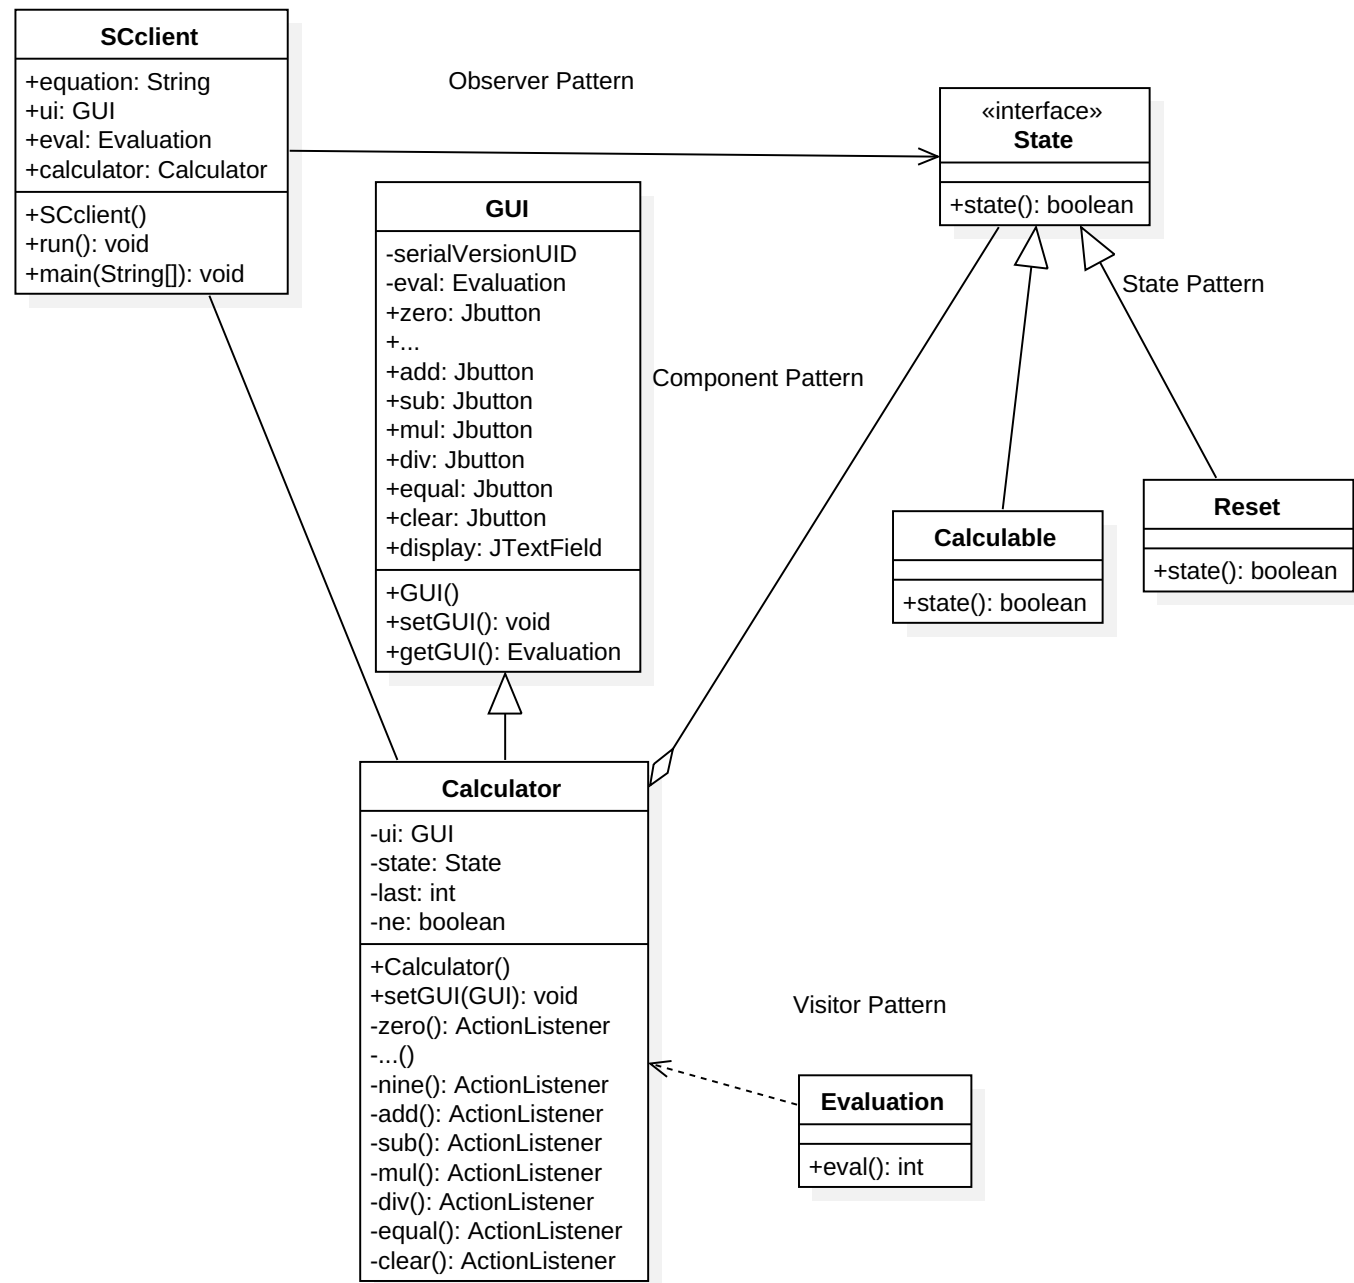 SCclient
+equation: String
+ui: GUI
+eval: Evaluation
+calculator: Calculator
+SCclient()
+run(): void
+main(String[]): void
Observer Pattern
«interface»
State
+state(): boolean
GUI
-serialVersionUID
-eval: Evaluation
+zero: Jbutton
+...
+add: Jbutton
+sub: Jbutton
+mul: Jbutton
+div: Jbutton
+equal: Jbutton
+clear: Jbutton
+display: JTextField
+GUI()
+setGUI(): void
+getGUI(): Evaluation
State Pattern
Component Pattern
Calculable
+state(): boolean
Reset
+state(): boolean
Calculator
-ui: GUI
-state: State
-last: int
-ne: boolean
+Calculator()
+setGUI(GUI): void
-zero(): ActionListener
-...()
-nine(): ActionListener
-add(): ActionListener
-sub(): ActionListener
-mul(): ActionListener
-div(): ActionListener
-equal(): ActionListener
-clear(): ActionListener
Visitor Pattern
Evaluation
+eval(): int